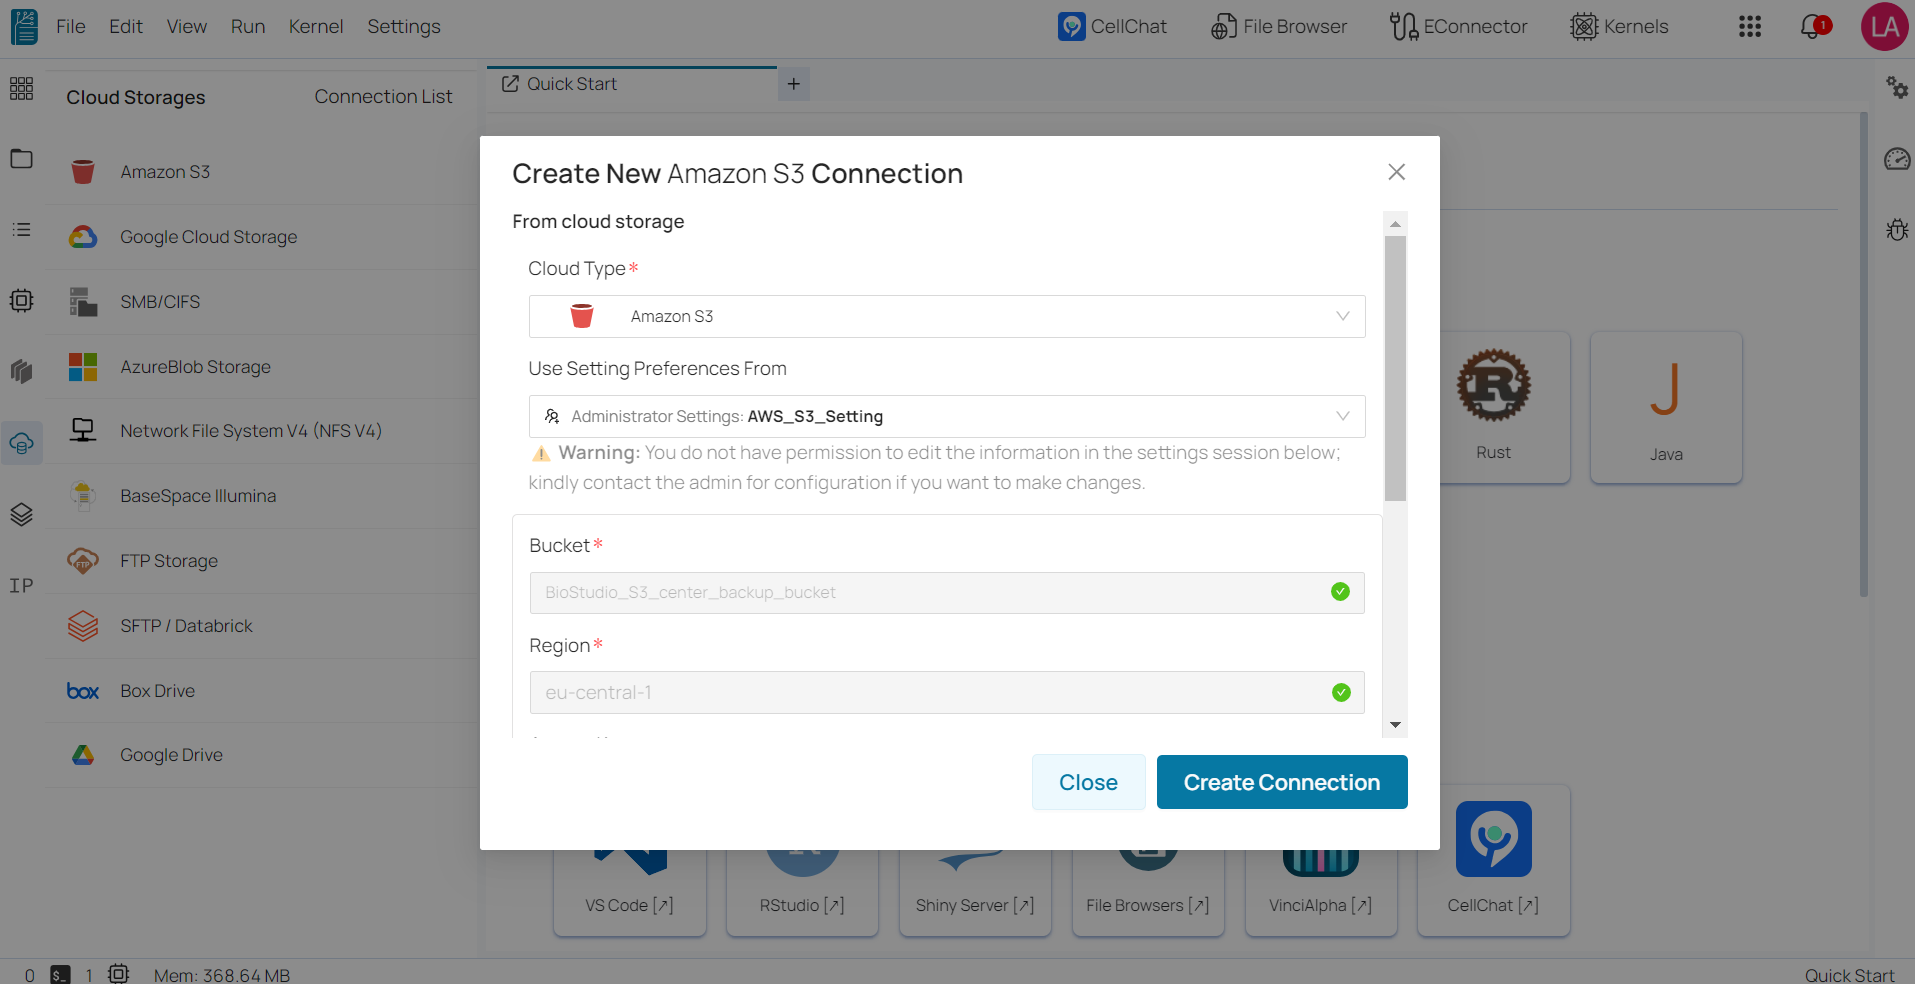 File Edit View Run Kernel Settings
CellChat File Browser EConnector Kernels 1 LA
Cloud Storages Connection List
Quick Start +
Amazon S3
Google Cloud Storage
SMB/CIFS
AzureBlob Storage
Network File System V4 (NFS V4)
BaseSpace Illumina
FTP FTP Storage
SFTP / Databrick
box Box Drive
Google Drive
IP
Create New Amazon S3 Connection
From cloud storage
Cloud Type*
Amazon S3
Use Setting Preferences From
Administrator Settings: AWS_S3_Setting
Warning: You do not have permission to edit the information in the settings session below;
kindly contact the admin for configuration if you want to make changes.
Bucket*
BioStudio_S3_center_backup_bucket
Region*
eu-central-1
Close Create Connection
R J
Rust Java
VS Code [↗] RStudio [↗] Shiny Server [↗] File Browsers [↗] VinciAlpha [↗] CellChat [↗]
0 $_ 1 Mem: 368.64 MB Quick Start